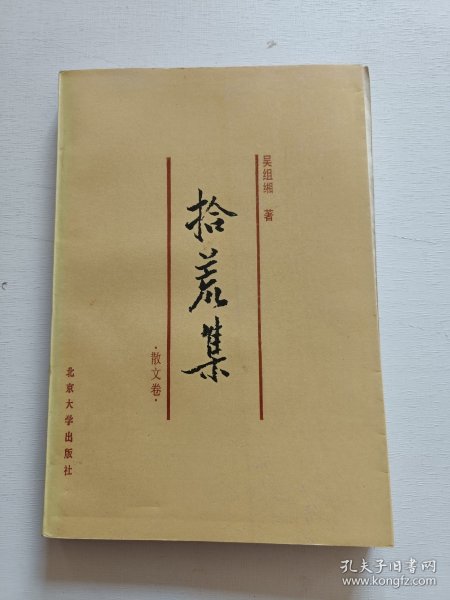 吴组缃 著
拾荒集
·散文卷·
北京大学出版社
孔夫子旧书网
www.kongfz.com